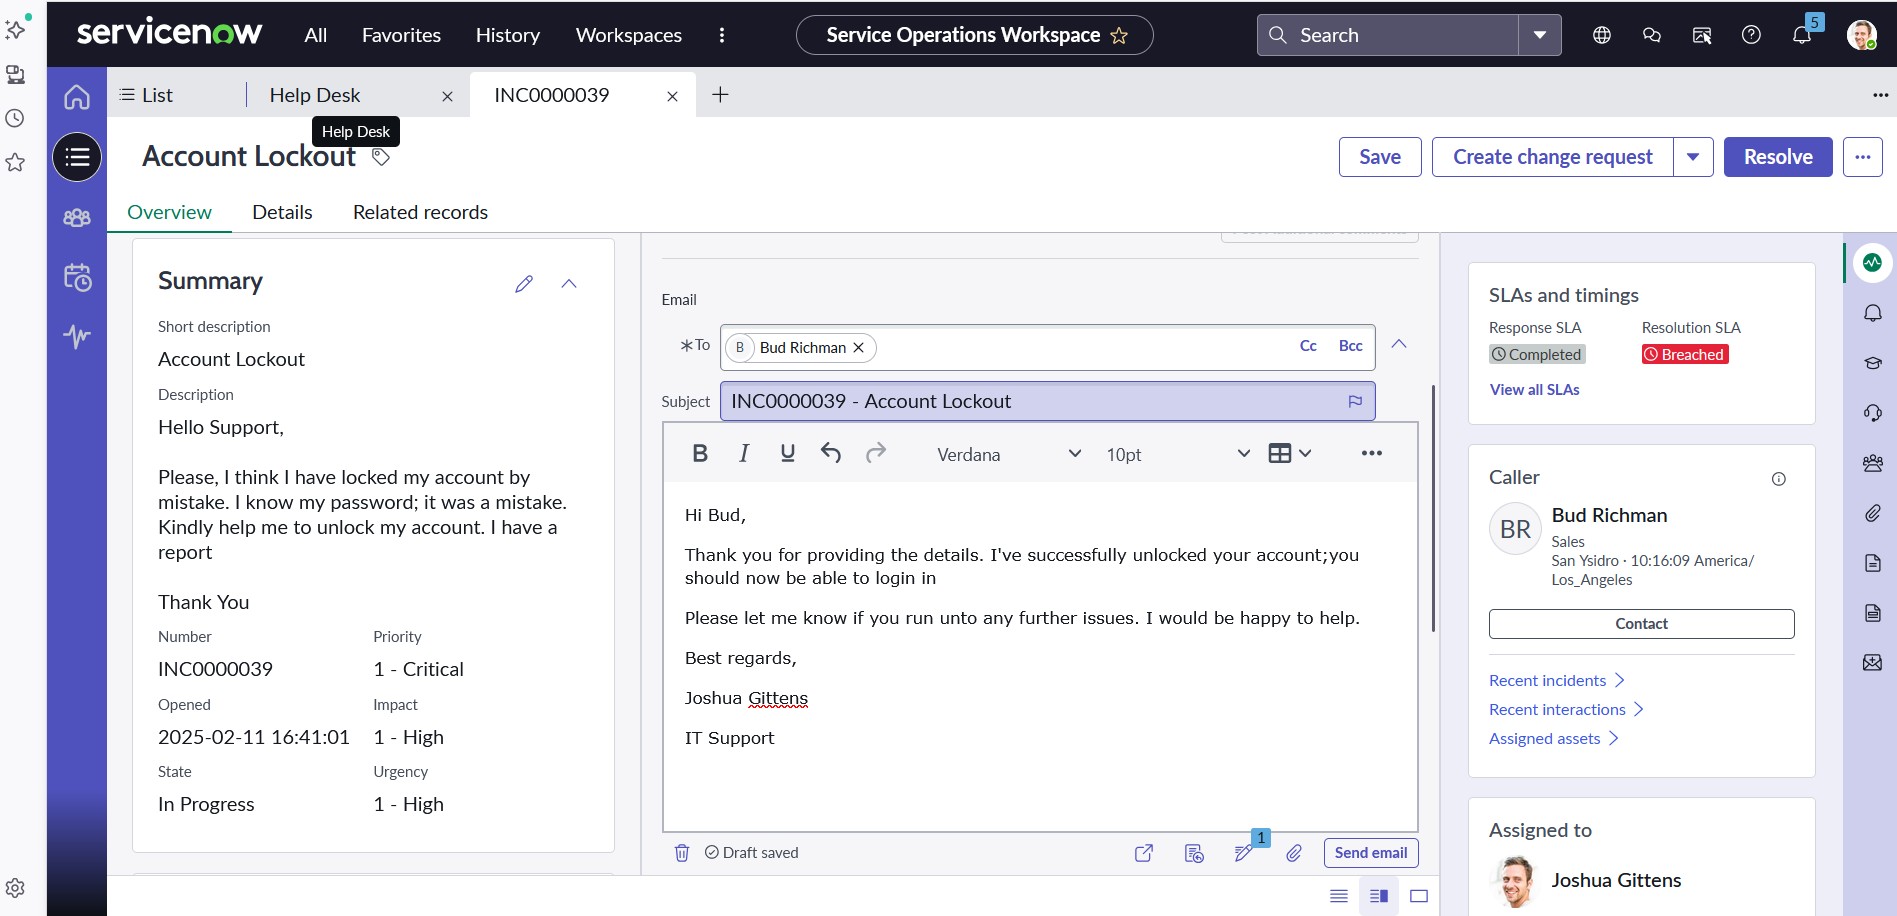 servicenow
All
Favorites
History
Workspaces
Service Operations Workspace
Search
5
List
Help Desk
INC0000039
Help Desk
Account Lockout
Save
Create change request
Resolve
Overview
Details
Related records
Summary
Short description
Account Lockout
Description
Hello Support,
Please, I think I have locked my account by
mistake. I know my password; it was a mistake.
Kindly help me to unlock my account. I have a
report
Thank You
Number
Priority
INC0000039
1 - Critical
Opened
Impact
2025-02-11 16:41:01
1 - High
State
Urgency
In Progress
1 - High
Email
*To
B
Bud Richman
Cc
Bcc
Subject
INC0000039 - Account Lockout
B
I
U
Verdana
10pt
Hi Bud,
Thank you for providing the details. I've successfully unlocked your account;you
should now be able to login in
Please let me know if you run unto any further issues. I would be happy to help.
Best regards,
Joshua Gittens
IT Support
Draft saved
1
Send email
SLAs and timings
Response SLA
Resolution SLA
Completed
Breached
View all SLAs
Caller
BR
Bud Richman
Sales
San Ysidro · 10:16:09 America/
Los_Angeles
Contact
Recent incidents
Recent interactions
Assigned assets
Assigned to
Joshua Gittens